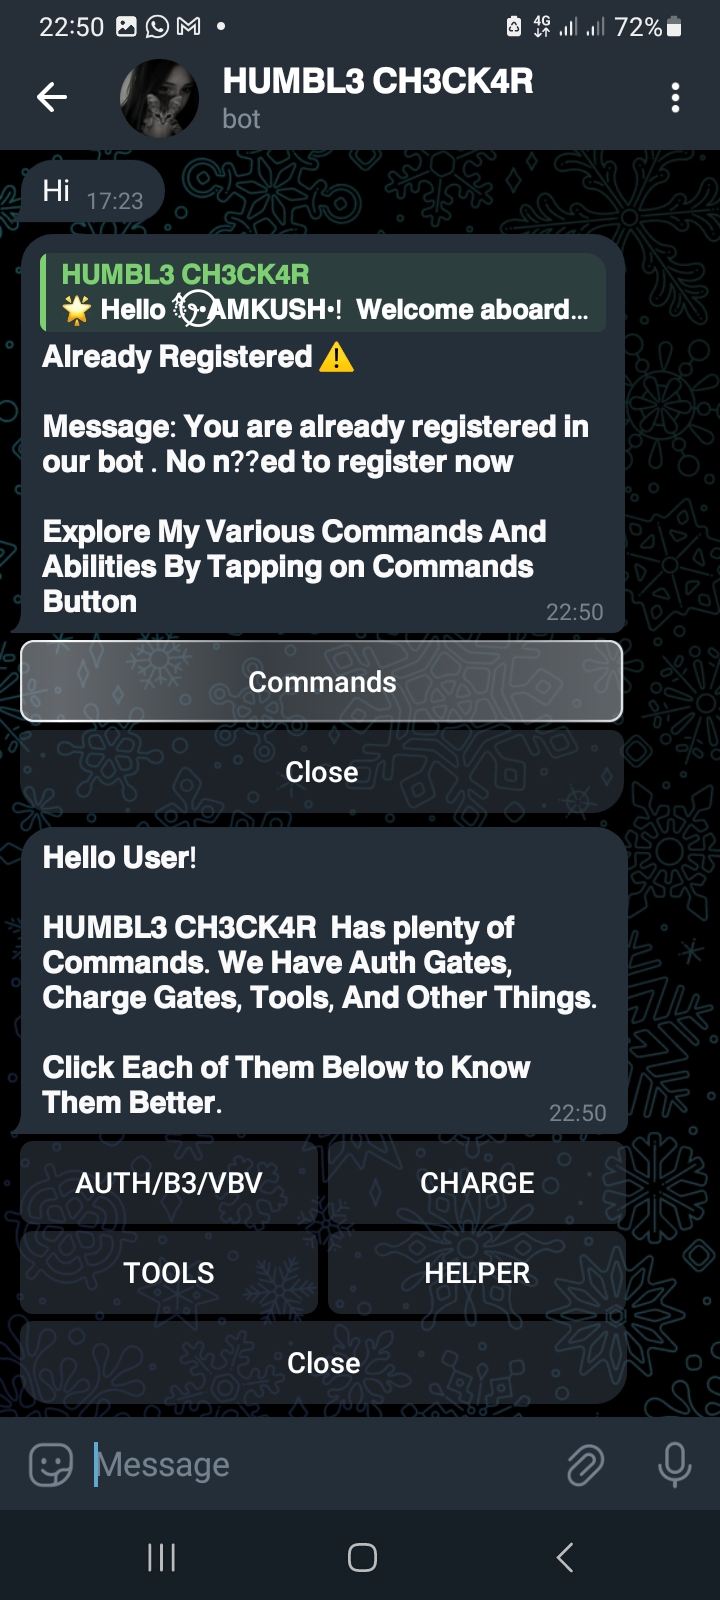 22:50
4G
72%
HUMBL3 CH3CK4R
bot
Hi 17:23
HUMBL3 CH3CK4R
🌟 Hello AMKUSH•! Welcome aboard...
Already Registered ⚠️
Message: You are already registered in
our bot . No n??ed to register now
Explore My Various Commands And
Abilities By Tapping on Commands
Button
22:50
Commands
Close
Hello User!
HUMBL3 CH3CK4R Has plenty of
Commands. We Have Auth Gates,
Charge Gates, Tools, And Other Things.
Click Each of Them Below to Know
Them Better.
22:50
AUTH/B3/VBV
CHARGE
TOOLS
HELPER
Close
Message